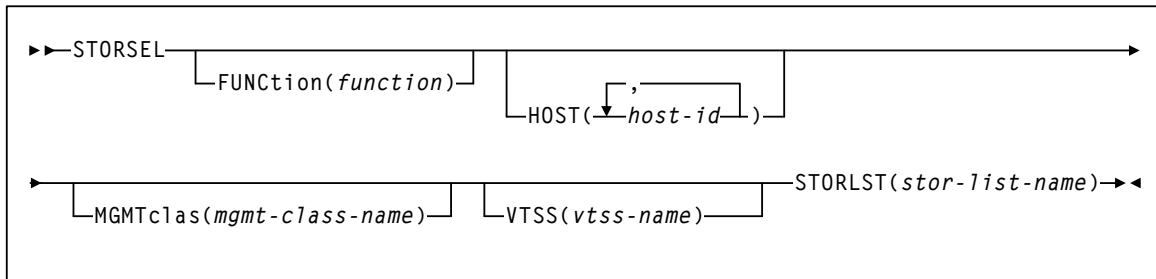 STORSEL
FUNCtion(function)
,
HOST( host-id )
STORLST(stor-list-name)
MGMTclas(mgmt-class-name)
VTSS(vtss-name)